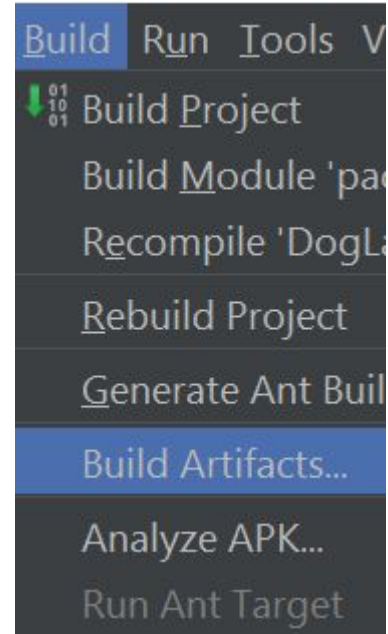 Build Run Tools V
Build Project
Build Module 'pac
Recompile 'DogLa
Rebuild Project
Generate Ant Buil
Build Artifacts...
Analyze APK...
Run Ant Target